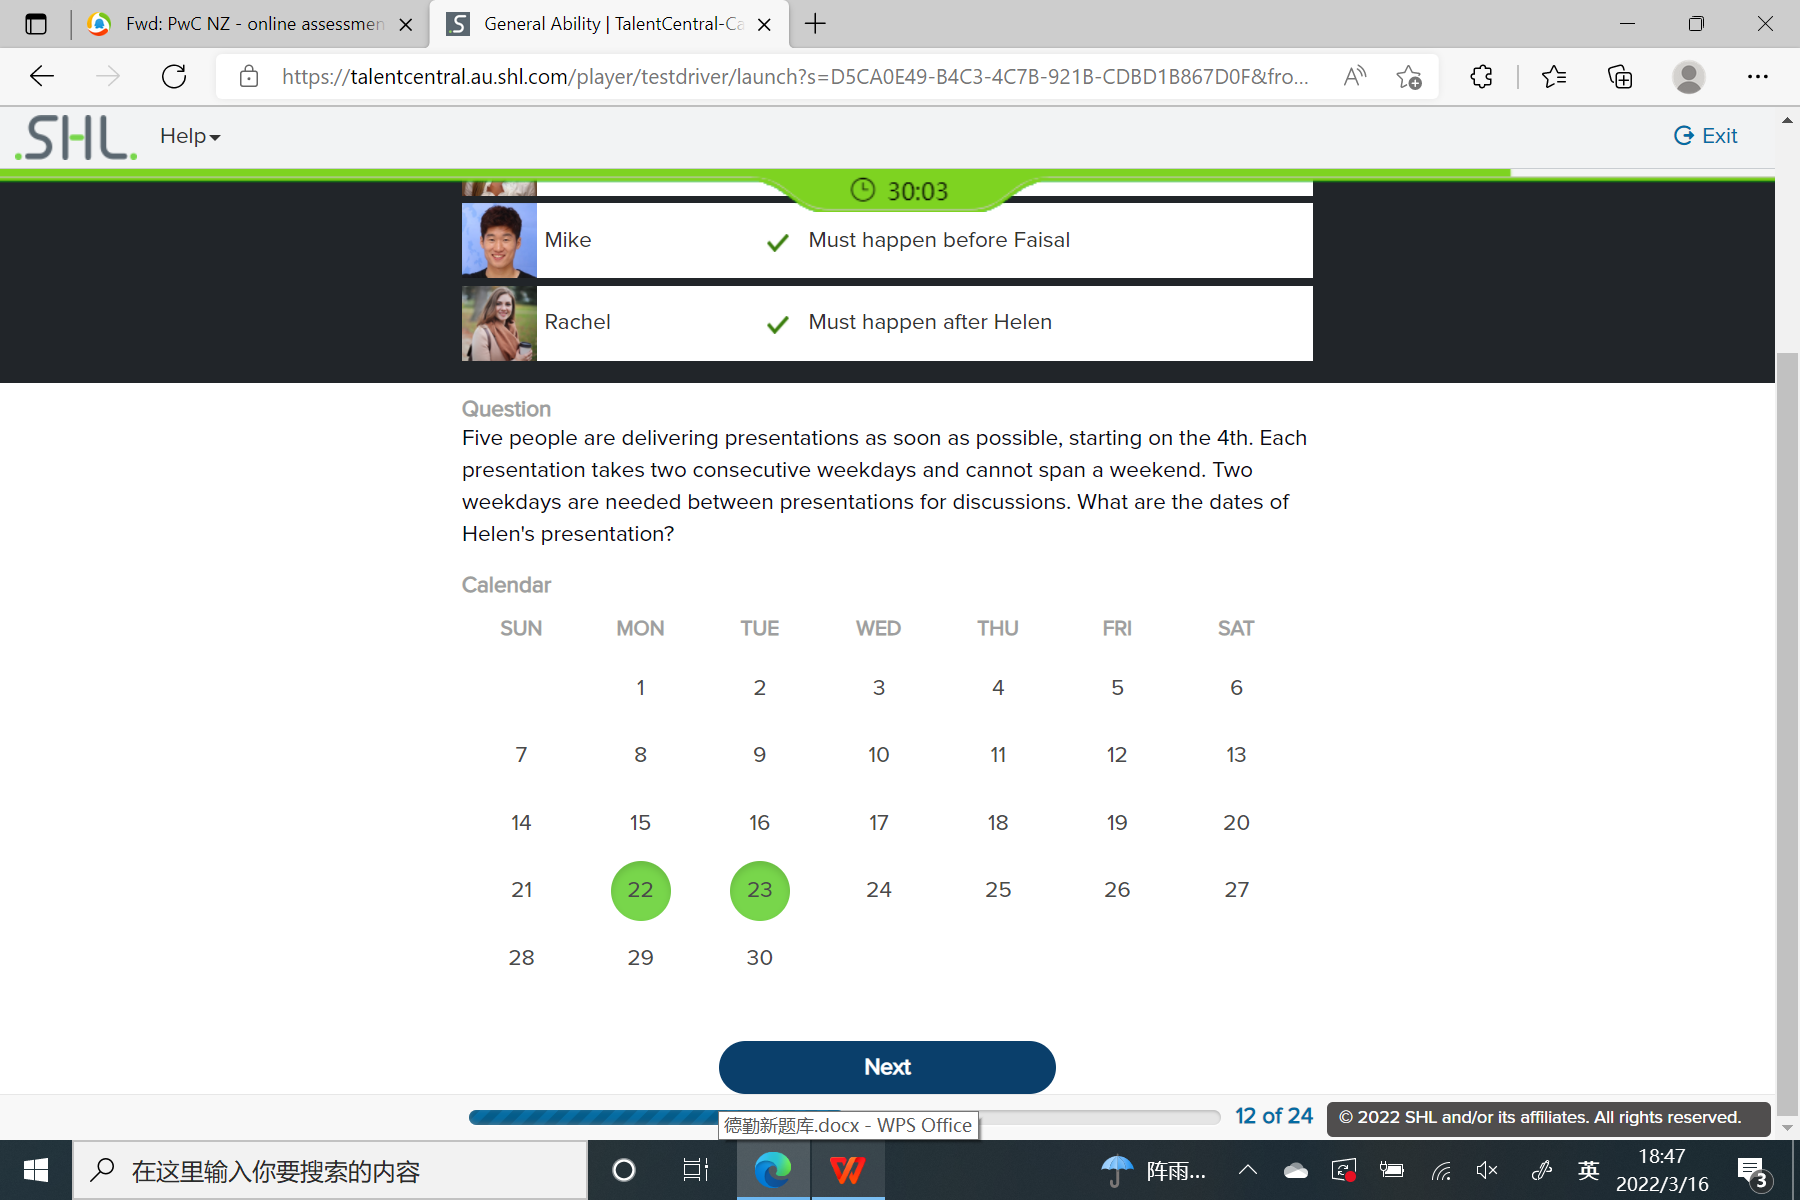 Fwd: PwC NZ - online assessmen
General Ability | TalentCentral-Ca
https://talentcentral.au.shl.com/player/testdriver/launch?s=D5CA0E49-B4C3-4C7B-921B-CDBD1B867D0F&fro...
.SHL.
Help
Exit
30:03
Mike
Must happen before Faisal
Rachel
Must happen after Helen
Question
Five people are delivering presentations as soon as possible, starting on the 4th. Each
presentation takes two consecutive weekdays and cannot span a weekend. Two
weekdays are needed between presentations for discussions. What are the dates of
Helen's presentation?
Calendar
SUN MON TUE WED THU FRI SAT
1 2 3 4 5 6
7 8 9 10 11 12 13
14 15 16 17 18 19 20
21 22 23 24 25 26 27
28 29 30
Next
12 of 24
© 2022 SHL and/or its affiliates. All rights reserved.
德勤新题库.docx - WPS Office
在这里输入你要搜索的内容
阵雨...
英
18:47
2022/3/16
3